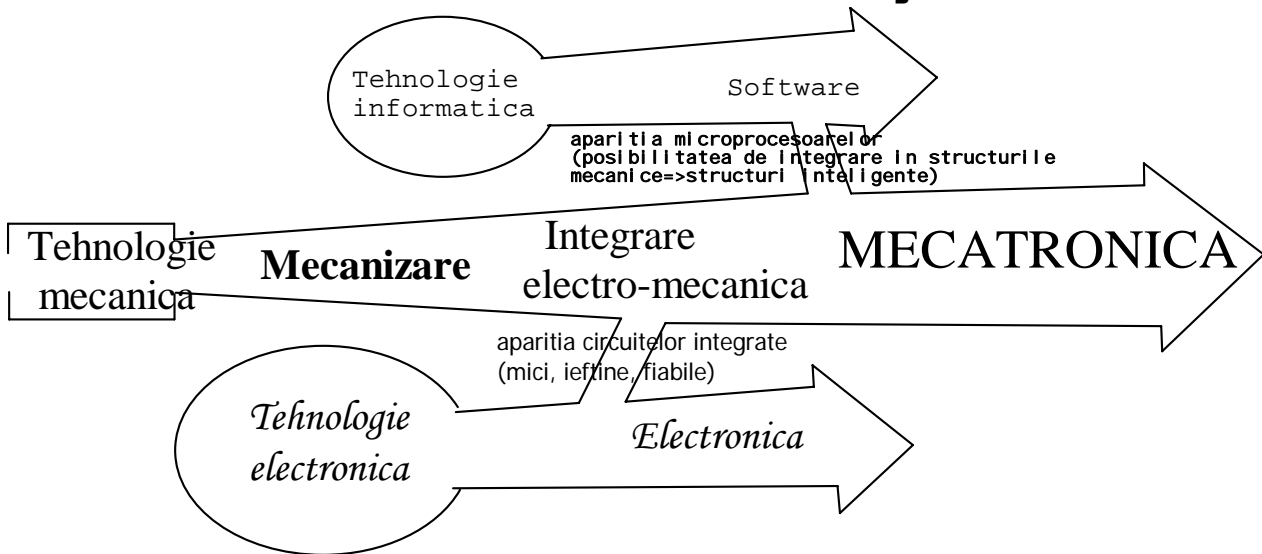 Tehnologie
informatica
Software
aparitia microprocesoarelor
(posibilitatea de integrare in structurile
mecanice=>structuri inteligente)
Tehnologie
mecanica
Mecanizare
Integrare
electro-mecanica
MECATRONICA
aparitia circuitelor integrate
(mici, ieftine, fiabile)
Tehnologie
electronica
Electronica